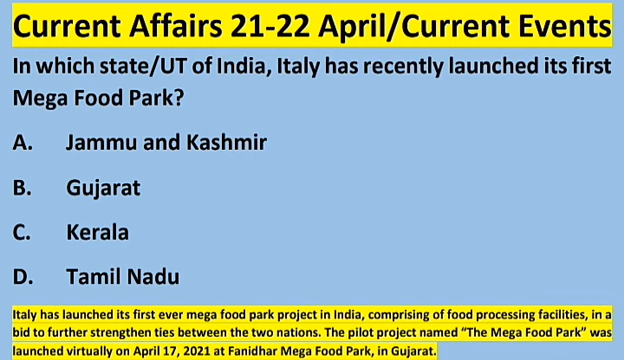 Current Affairs 21-22 April/Current Events
In which state/UT of India, Italy has recently launched its first
Mega Food Park?
A. Jammu and Kashmir
B. Gujarat
C. Kerala
D. Tamil Nadu
Italy has launched its first ever mega food park project in India, comprising of food processing facilities, in a
bid to further strengthen ties between the two nations. The pilot project named “The Mega Food Park” was
launched virtually on April 17, 2021 at Fanidhar Mega Food Park, in Gujarat.